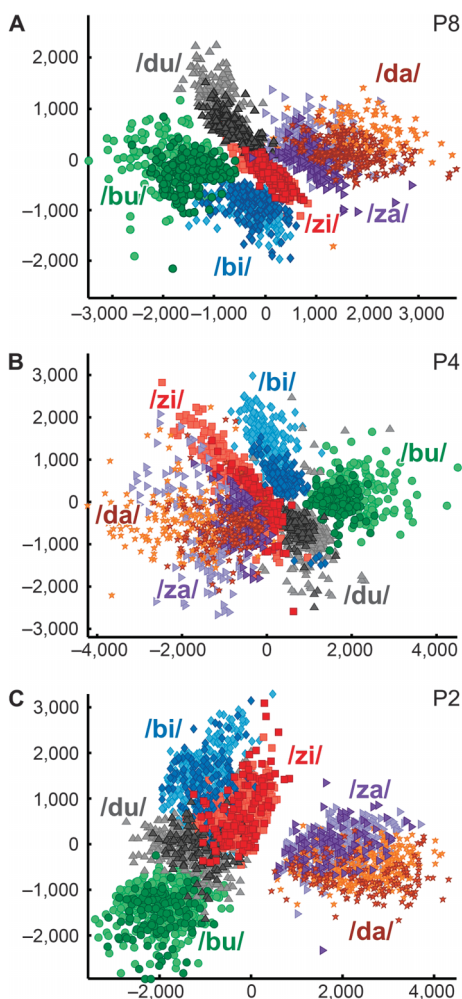 A P8
/du/ /da/
2,000
1,000
0
/bu/ /zi/ /za/
–1,000
/bi/
–2,000
–3,000 –2,000 –1,000 0 1,000 2,000 3,000
B P4
3,000
/bi/
/zi/
2,000
/bu/
1,000
0
/da/
–1,000
/za/ /du/
–2,000
–3,000
–4,000 –2,000 0 2,000 4,000
C P2
3,000
/bi/ /zi/
2,000
/za/
1,000
/du/
0
–1,000
/bu/ /da/
–2,000
–2,000 0 2,000 4,000